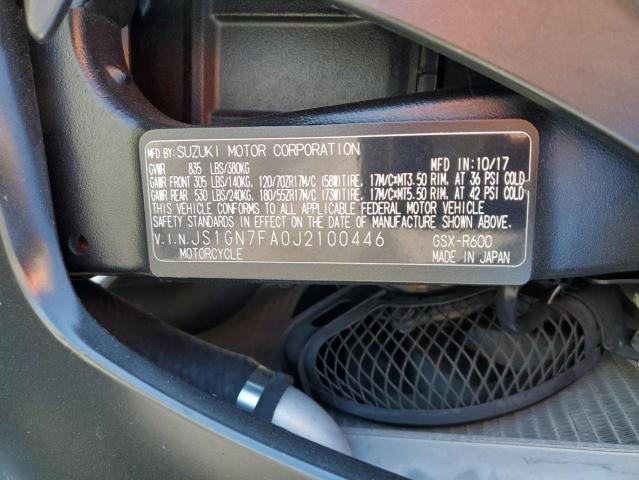 MFD BY: SUZUKI MOTOR CORPORATION MFD IN: 10/17
GVWR 835 LBS/380KG
GAWR FRONT 305 LBS/140KG, 120/70ZR17M/C (58W)TIRE, 17M/C×MT3.50 RIM. AT 36 PSI COLD
GAWR REAR 530 LBS/240KG, 180/55ZR17M/C (73W)TIRE, 17M/C×MT5.50 RIM. AT 42 PSI COLD
THIS VEHICLE CONFORMS TO ALL APPLICABLE FEDERAL MOTOR VEHICLE
SAFETY STANDARDS IN EFFECT ON THE DATE OF MANUFACTURE SHOWN ABOVE.
V.I.N. JS1GN7FA0J2100446 GSX-R600
MOTORCYCLE MADE IN JAPAN